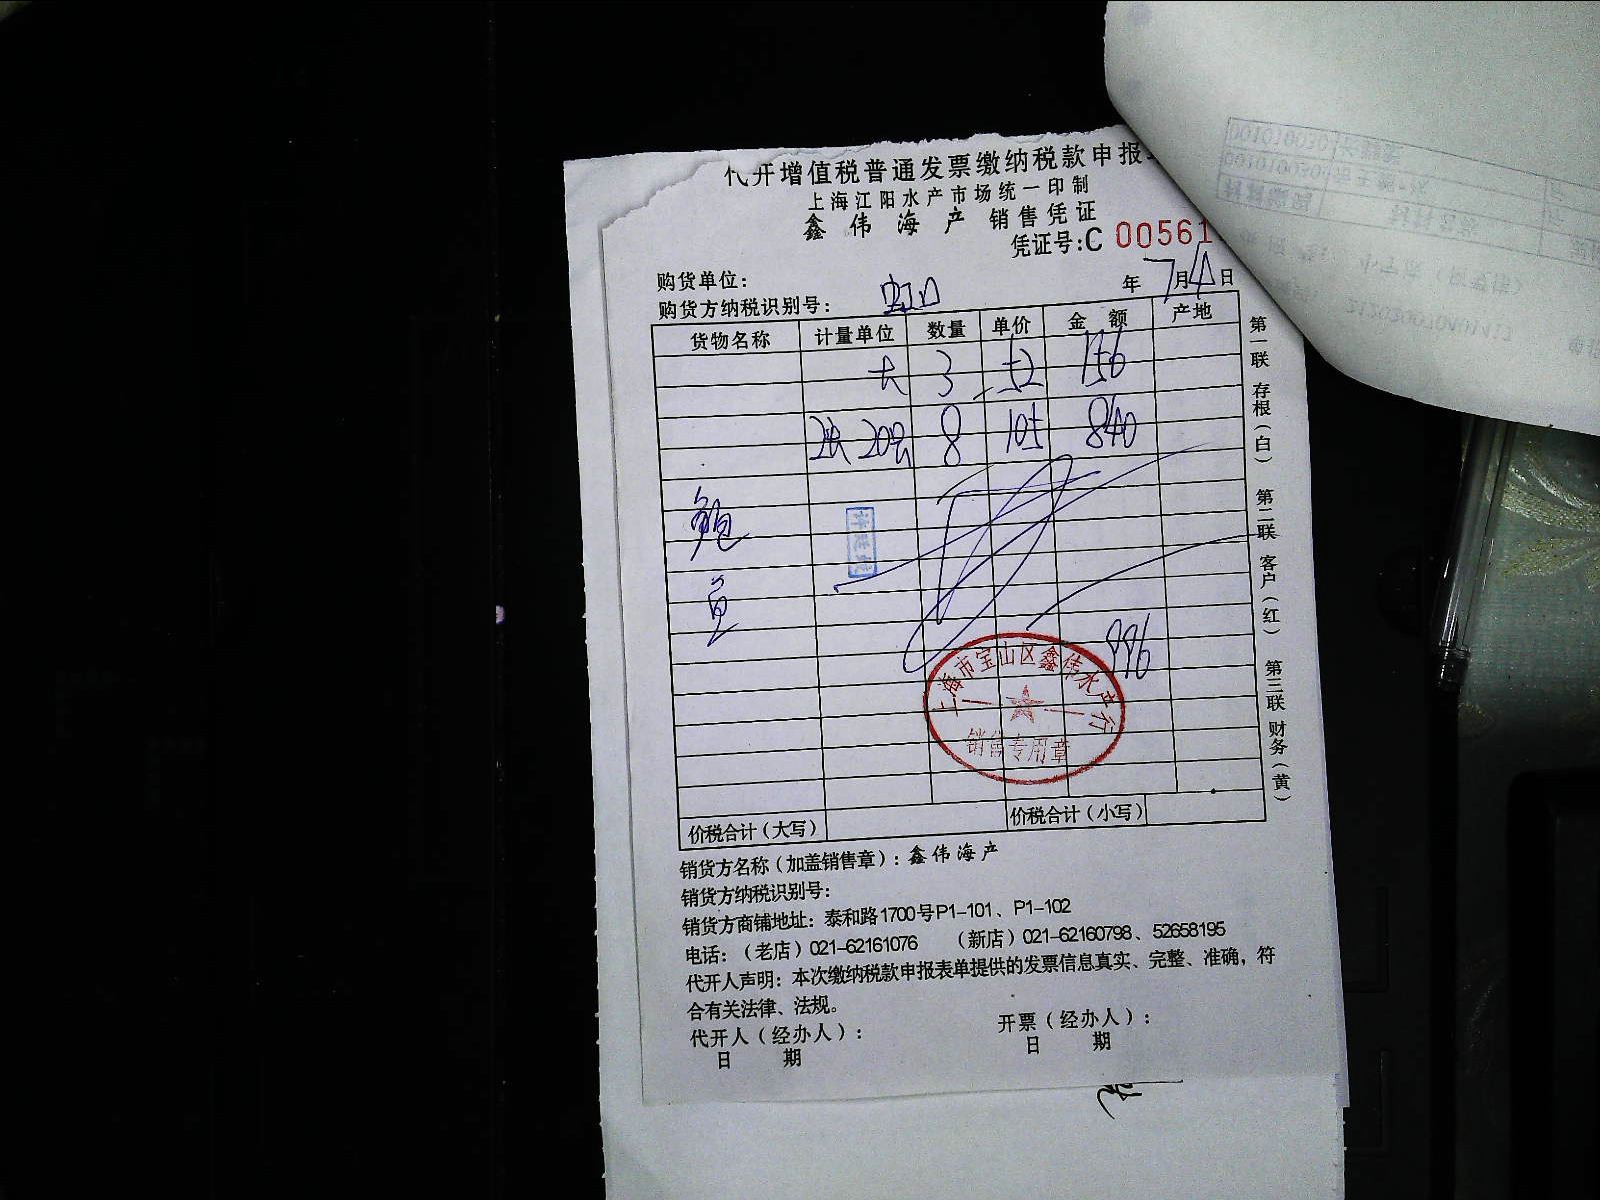 代开增值税普通发票缴纳税款申报
上海江阳水产市场统一印制
鑫伟海产 销售凭证
凭证号:C 00561
购货单位:
年 7月4日
购货方纳税识别号: 虹口
货物名称 计量单位 数量 单价 金额 产地
大 3 52 156
20 8 105 840
鲍
鱼
996
上海市宝山区鑫伟水产行
销售专用章
价税合计(大写) 价税合计(小写)
第一联 存根(白) 第二联 客户(红) 第三联 财务(黄)
销货方名称(加盖销售章):鑫伟海产
销货方纳税识别号:
销货方商铺地址:泰和路1700号P1-101、P1-102
电话:(老店)021-62161076 (新店)021-62160798、52658195
代开人声明:本次缴纳税款申报表单提供的发票信息真实、完整、准确,符
合有关法律、法规。
代开人(经办人): 开票(经办人):
日 期 日 期